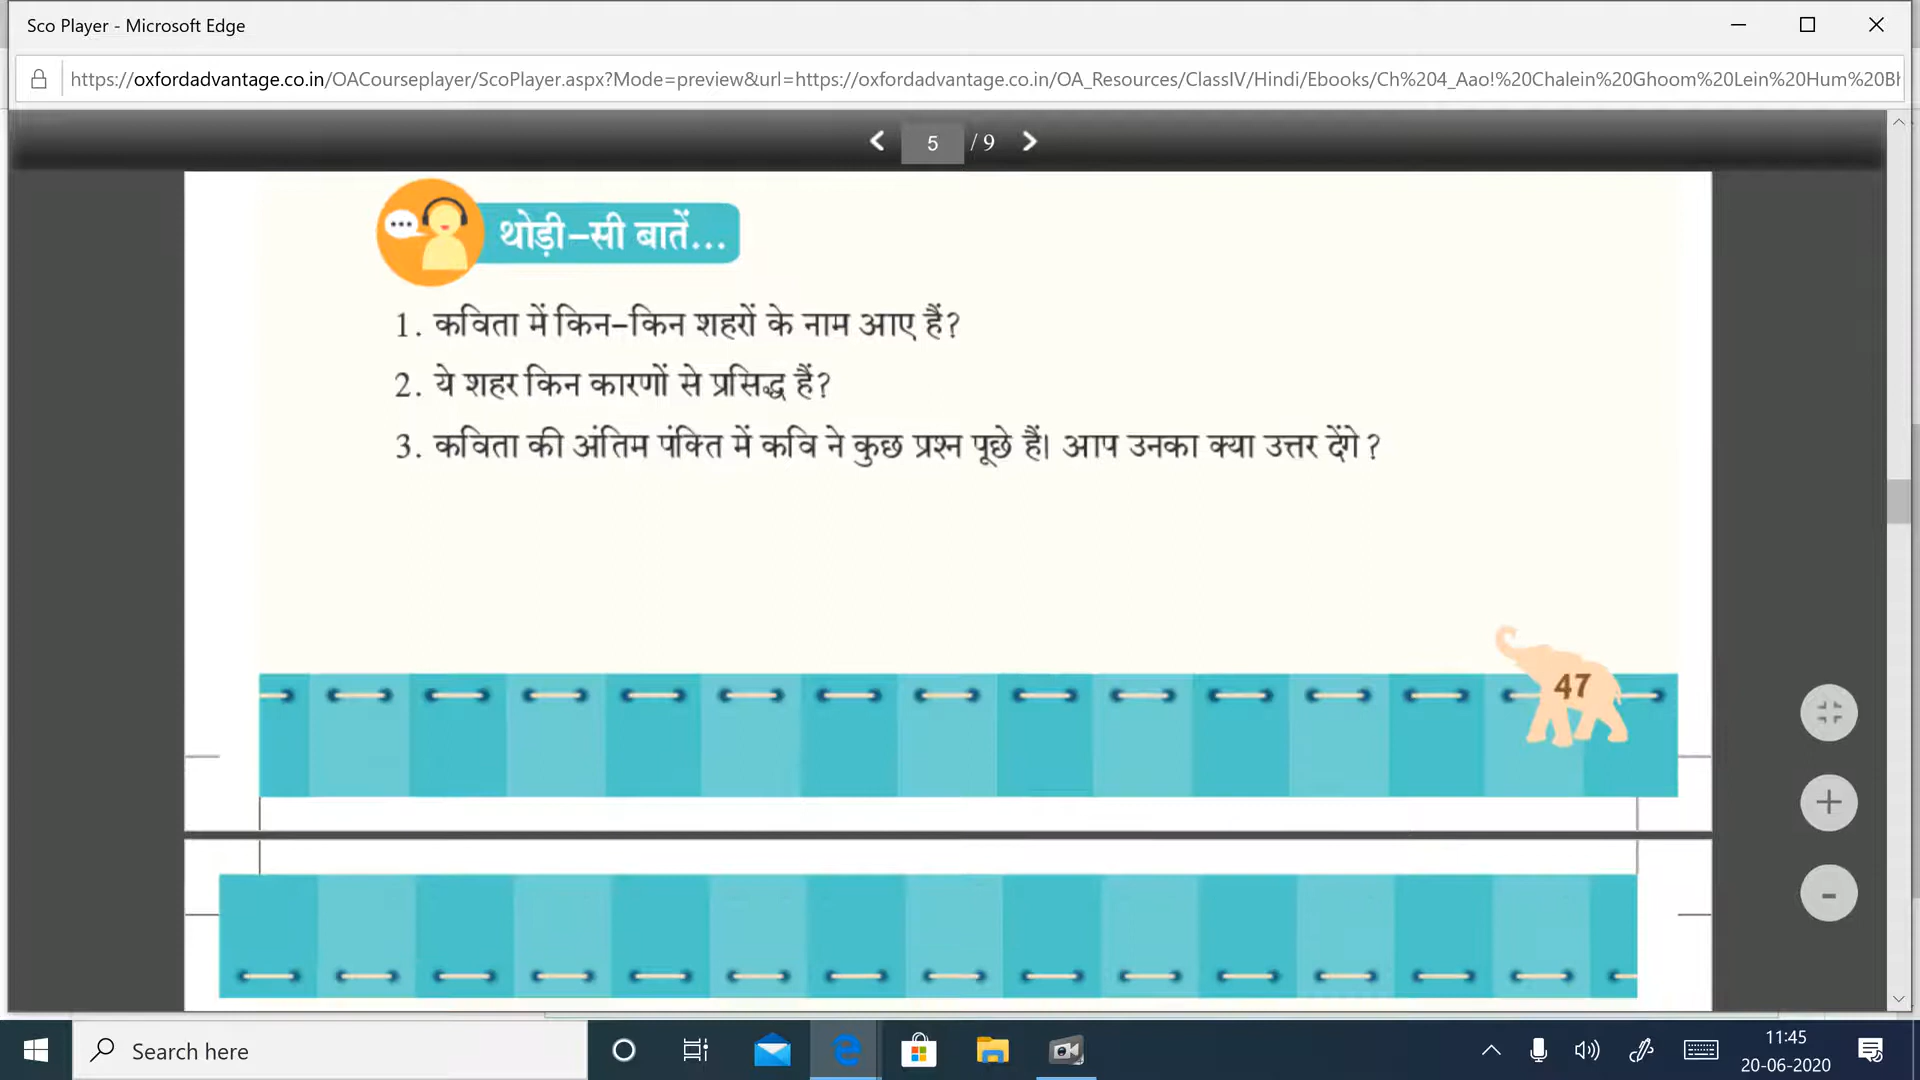 Sco Player - Microsoft Edge
https://oxfordadvantage.co.in/OACourseplayer/ScoPlayer.aspx?Mode=preview&url=https://oxfordadvantage.co.in/OA_Resources/ClassIV/Hindi/Ebooks/Ch%204_Aao!%20Chalein%20Ghoom%20Lein%20Hum%20Bh
5 / 9
थोड़ी-सी बातें...
1. कविता में किन-किन शहरों के नाम आए हैं?
2. ये शहर किन कारणों से प्रसिद्ध हैं?
3. कविता की अंतिम पंक्ति में कवि ने कुछ प्रश्न पूछे हैं। आप उनका क्या उत्तर देंगे?
47
Search here
11:45
20-06-2020